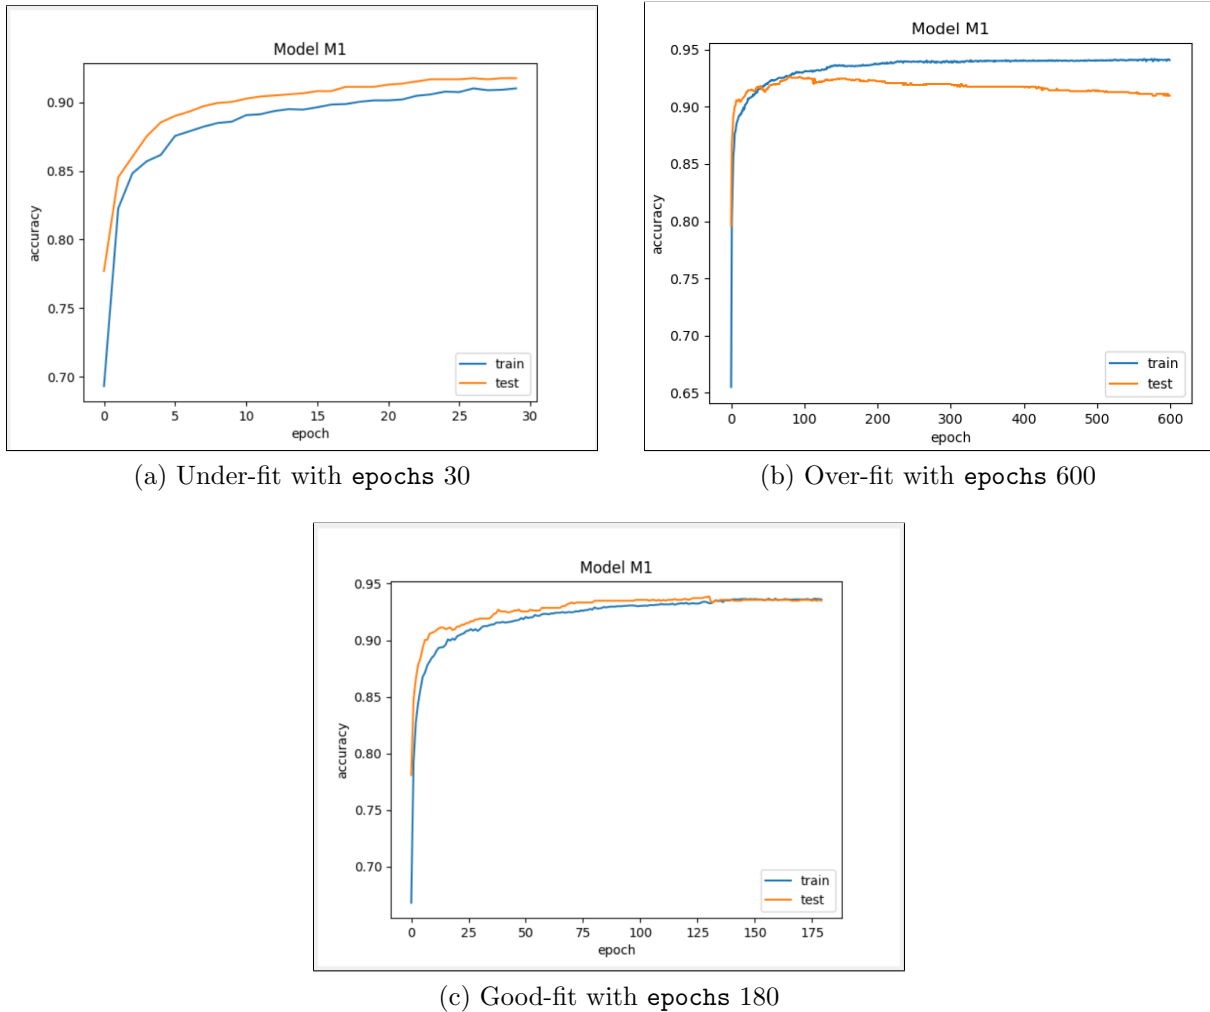 Model M1
accuracy
0.90
0.85
0.80
0.75
0.70
0 5 10 15 20 25 30
epoch
train
test
(a) Under-fit with epochs 30
Model M1
accuracy
0.95
0.90
0.85
0.80
0.75
0.70
0.65
0 100 200 300 400 500 600
epoch
train
test
(b) Over-fit with epochs 600
Model M1
accuracy
0.95
0.90
0.85
0.80
0.75
0.70
0 25 50 75 100 125 150 175
epoch
train
test
(c) Good-fit with epochs 180